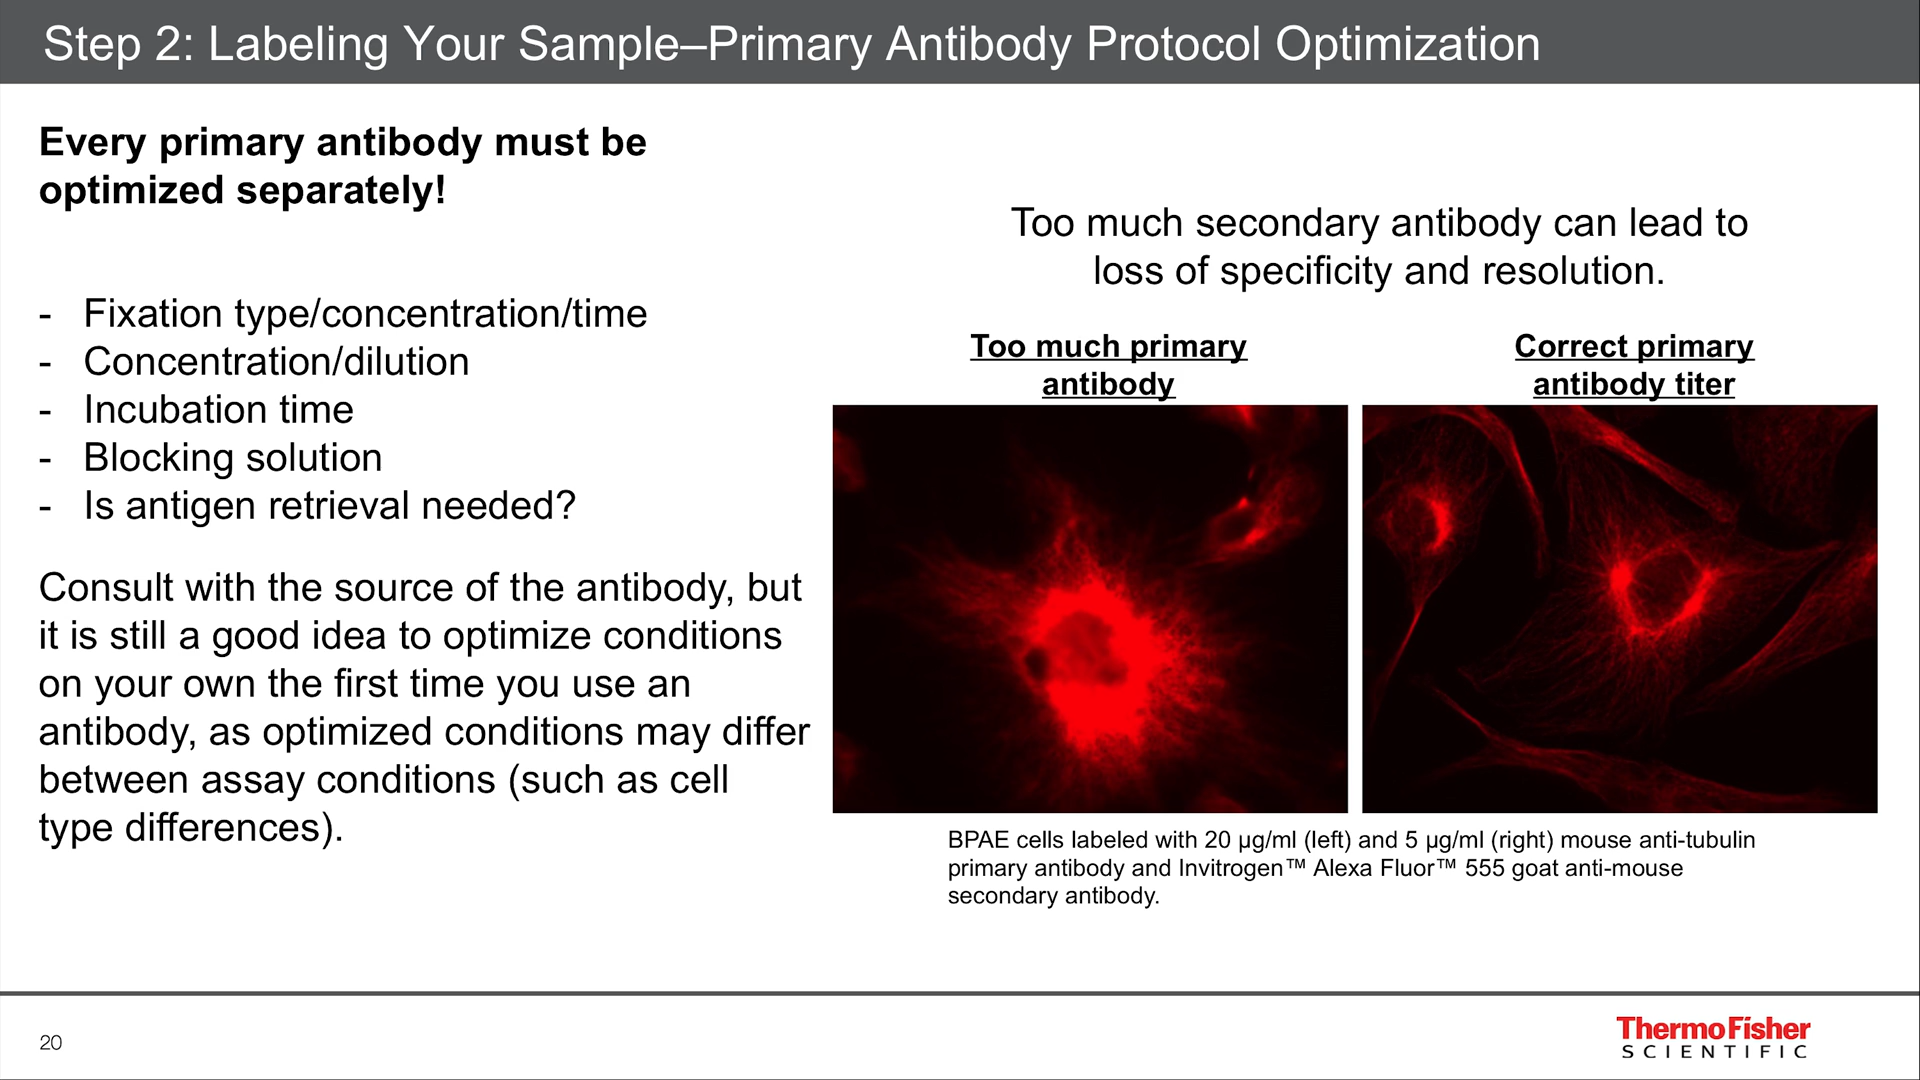 Step 2: Labeling Your Sample–Primary Antibody Protocol Optimization
Every primary antibody must be
optimized separately!
- Fixation type/concentration/time
- Concentration/dilution
- Incubation time
- Blocking solution
- Is antigen retrieval needed?
Consult with the source of the antibody, but
it is still a good idea to optimize conditions
on your own the first time you use an
antibody, as optimized conditions may differ
between assay conditions (such as cell
type differences).
Too much secondary antibody can lead to
loss of specificity and resolution.
Too much primary
antibody
Correct primary
antibody titer
BPAE cells labeled with 20 μg/ml (left) and 5 μg/ml (right) mouse anti-tubulin
primary antibody and Invitrogen™ Alexa Fluor™ 555 goat anti-mouse
secondary antibody.
20
ThermoFisher
SCIENTIFIC